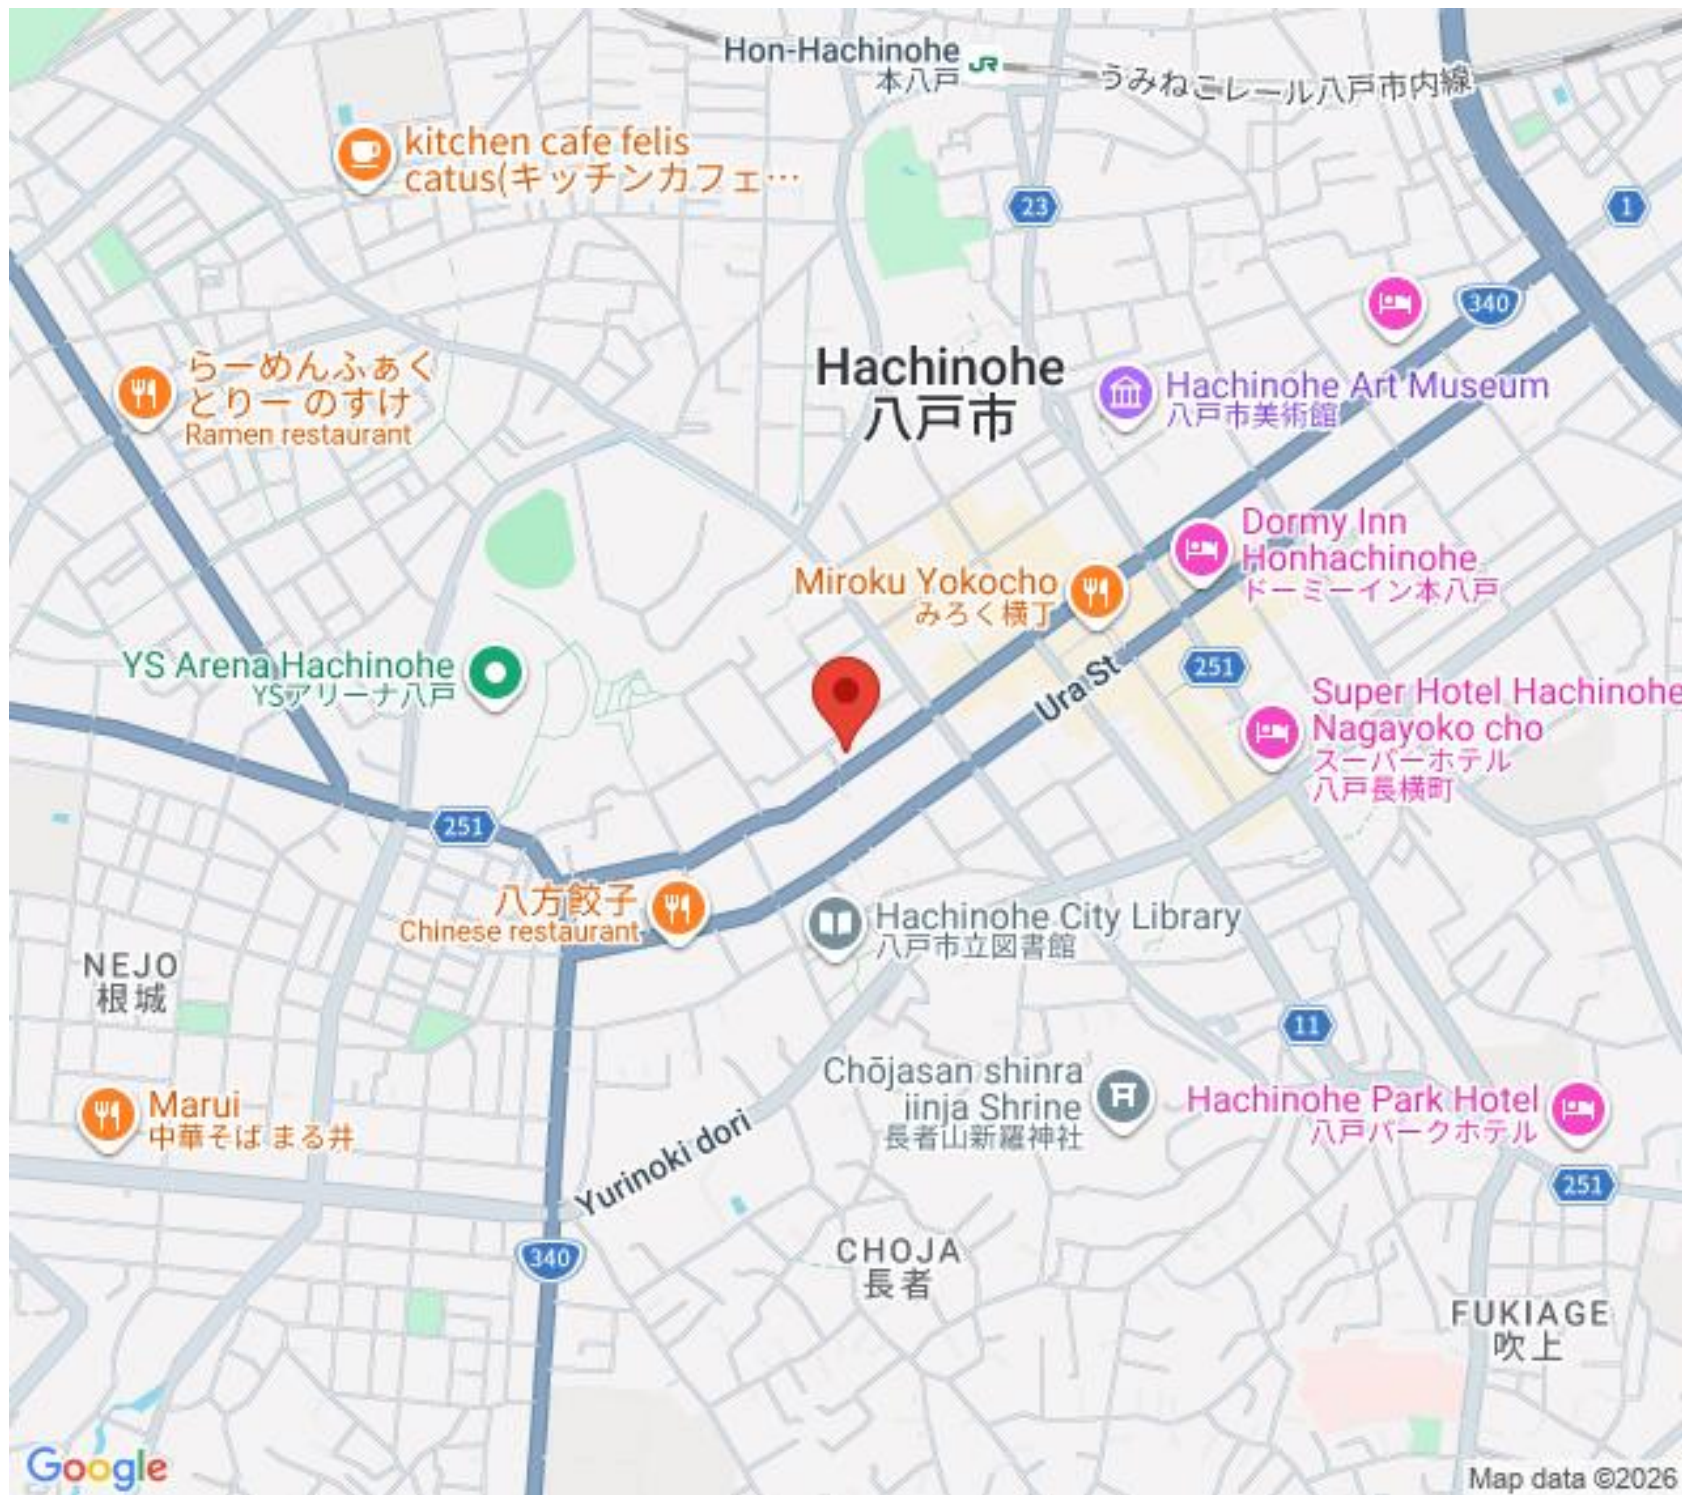 Hon-Hachinohe
本八戸
JR
うみねこレール八戸市内線
kitchen cafe felis
catus(キッチンカフェ…
23
1
340
らーめんふぁく
とりー のすけ
Ramen restaurant
Hachinohe
八戸市
Hachinohe Art Museum
八戸市美術館
Dormy Inn
Honhachinohe
ドーミーイン本八戸
Miroku Yokocho
みろく横丁
YS Arena Hachinohe
YSアリーナ八戸
251
Ura St
Super Hotel Hachinohe
Nagayoko cho
スーパーホテル
八戸長横町
251
八方餃子
Chinese restaurant
Hachinohe City Library
八戸市立図書館
NEJO
根城
11
Chōjasan shinra
jinja Shrine
長者山新羅神社
Hachinohe Park Hotel
八戸パークホテル
Marui
中華そば まる井
Yurinoki dori
251
340
CHOJA
長者
FUKIAGE
吹上
Google
Map data ©2026